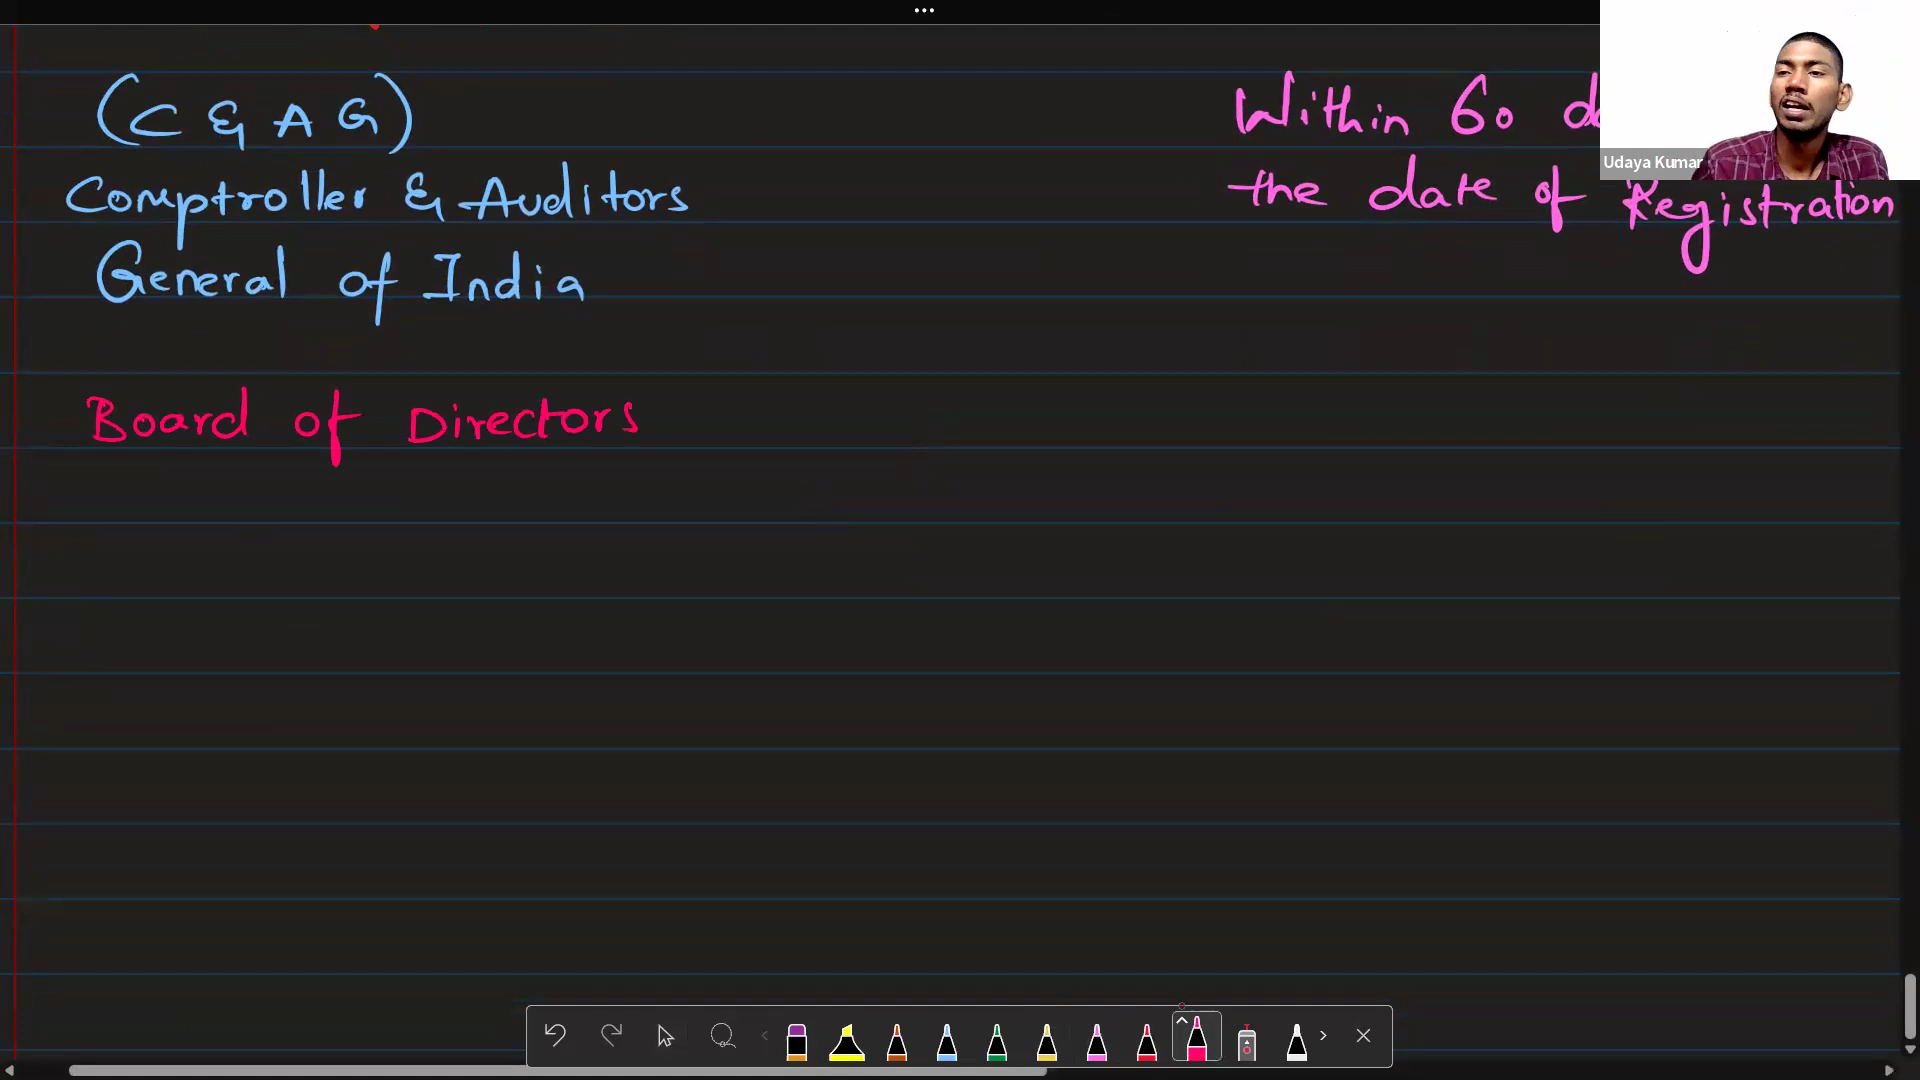 (C & A G)
Comptroller & Auditors
General of India
Board of Directors
Within 60
the date of Registration
Udaya Kumar